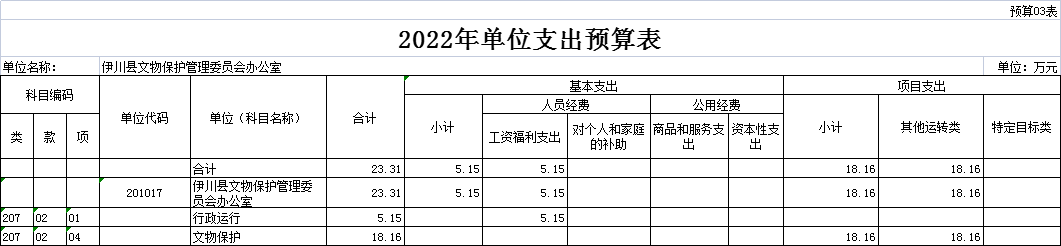 预算03表
2022年单位支出预算表
单位名称： 伊川县文物保护管理委员会办公室 单位：万元
科目编码 单位代码 单位（科目名称） 合计 基本支出 项目支出
小计 人员经费 公用经费 小计 其他运转类 特定目标类
类 款 项 工资福利支出 对个人和家庭的补助 商品和服务支出 资本性支出
合计 23.31 5.15 5.15 18.16 18.16
201017 伊川县文物保护管理委员会办公室 23.31 5.15 5.15 18.16 18.16
207 02 01 行政运行 5.15 5.15
207 02 04 文物保护 18.16 18.16 18.16